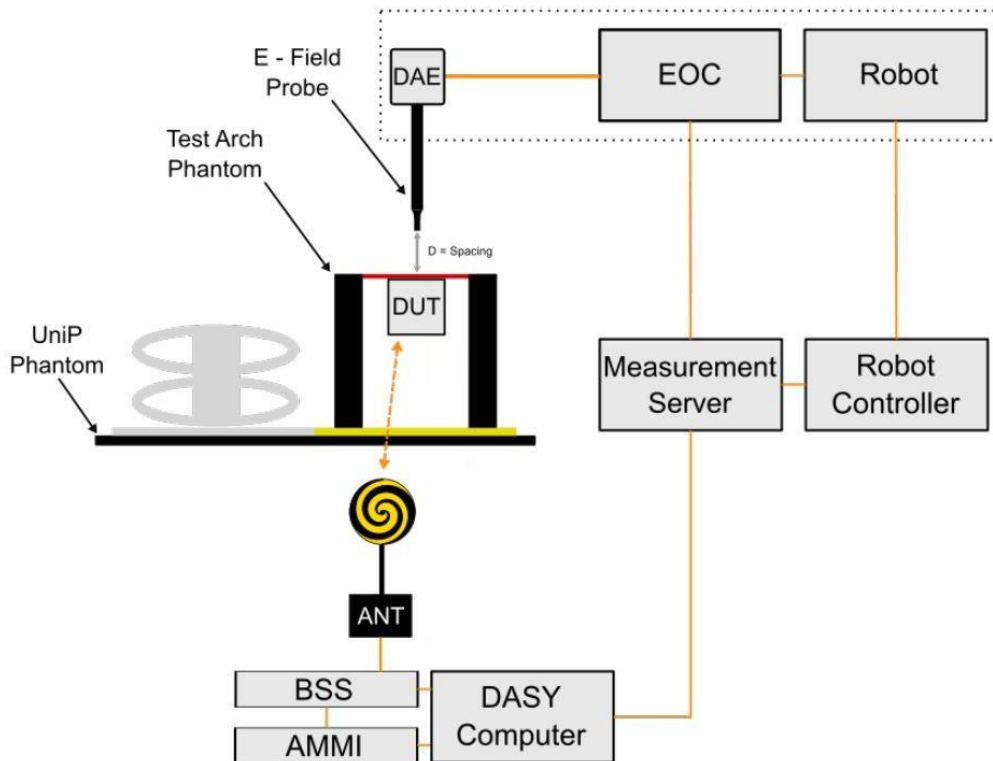 E - Field
Probe
DAE
EOC
Robot
Test Arch
Phantom
D = Spacing
DUT
UniP
Phantom
Measurement
Server
Robot
Controller
ANT
BSS
DASY
Computer
AMMI